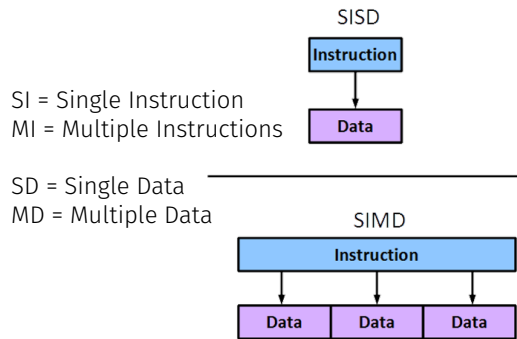 SISD
Instruction
SI = Single Instruction
MI = Multiple Instructions
Data
SD = Single Data
MD = Multiple Data
SIMD
Instruction
Data Data Data